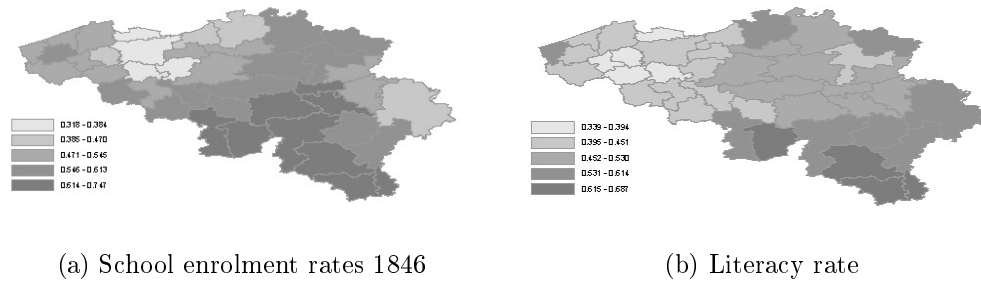 0.318 - 0.384
0.385 - 0.470
0.471 - 0.545
0.546 - 0.613
0.614 - 0.747
0.339 - 0.394
0.395 - 0.451
0.452 - 0.530
0.531 - 0.614
0.615 - 0.687
(a) School enrolment rates 1846
(b) Literacy rate